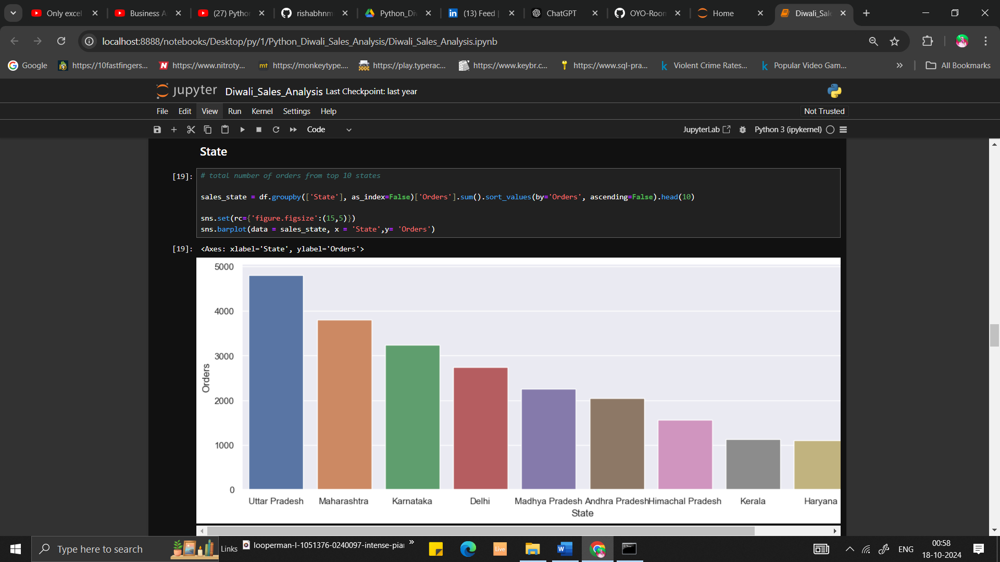 Only excel
Business A
(27) Pytho
rishabhnm
Python_Di
(13) Feed |
ChatGPT
OYO-Room
Home
Diwali_Sale
localhost:8888/notebooks/Desktop/py/1/Python_Diwali_Sales_Analysis/Diwali_Sales_Analysis.ipynb
Google
https://10fastfingers...
https://www.nitroty...
mt https://monkeytype....
https://play.typerac...
https://www.keybr.c...
https://www.sql-pra...
k Violent Crime Rates...
k Popular Video Gam...
All Bookmarks
jupyter Diwali_Sales_Analysis Last Checkpoint: last year
File Edit View Run Kernel Settings Help
Not Trusted
Code
JupyterLab
Python 3 (ipykernel)
State
[19]:
# total number of orders from top 10 states
sales_state = df.groupby(['State'], as_index=False)['Orders'].sum().sort_values(by='Orders', ascending=False).head(10)
sns.set(rc={'figure.figsize':(15,5)})
sns.barplot(data = sales_state, x = 'State',y= 'Orders')
[19]: <Axes: xlabel='State', ylabel='Orders'>
5000
4000
3000
2000
1000
0
Orders
Uttar Pradesh Maharashtra Karnataka Delhi Madhya Pradesh Andhra Pradesh Himachal Pradesh Kerala Haryana
State
Type here to search
Links
looperman-l-1051376-0240097-intense-pia
Live
ENG
00:58
18-10-2024